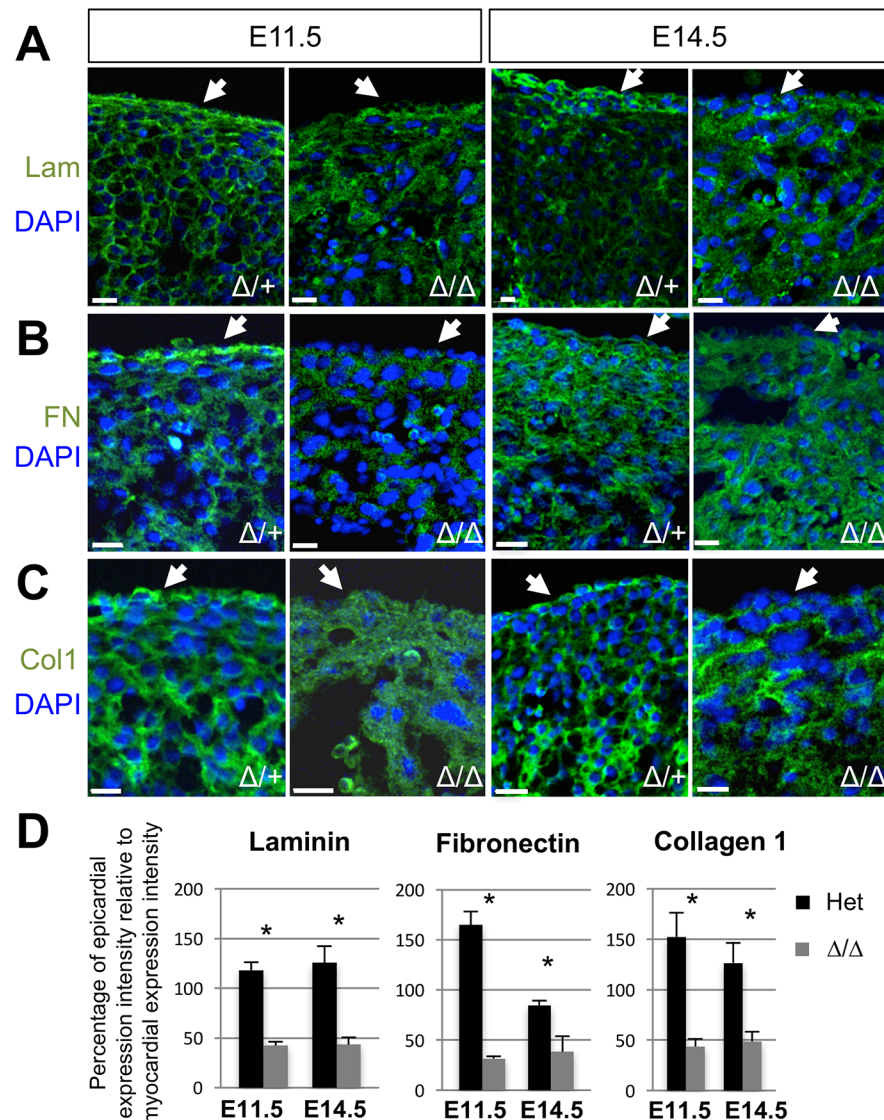 A
E11.5
E14.5
Lam
DAPI
Δ/+
Δ/Δ
Δ/+
Δ/Δ
B
FN
DAPI
Δ/+
Δ/Δ
Δ/+
Δ/Δ
C
Col1
DAPI
Δ/+
Δ/Δ
Δ/+
Δ/Δ
D
Percentage of epicardial
expression intensity relative to
myocardial expression intensity
Laminin
200
150
100
50
0
*
*
E11.5 E14.5
Fibronectin
200
150
100
50
0
*
*
E11.5 E14.5
Collagen 1
200
150
100
50
0
*
*
E11.5 E14.5
Het
Δ/Δ